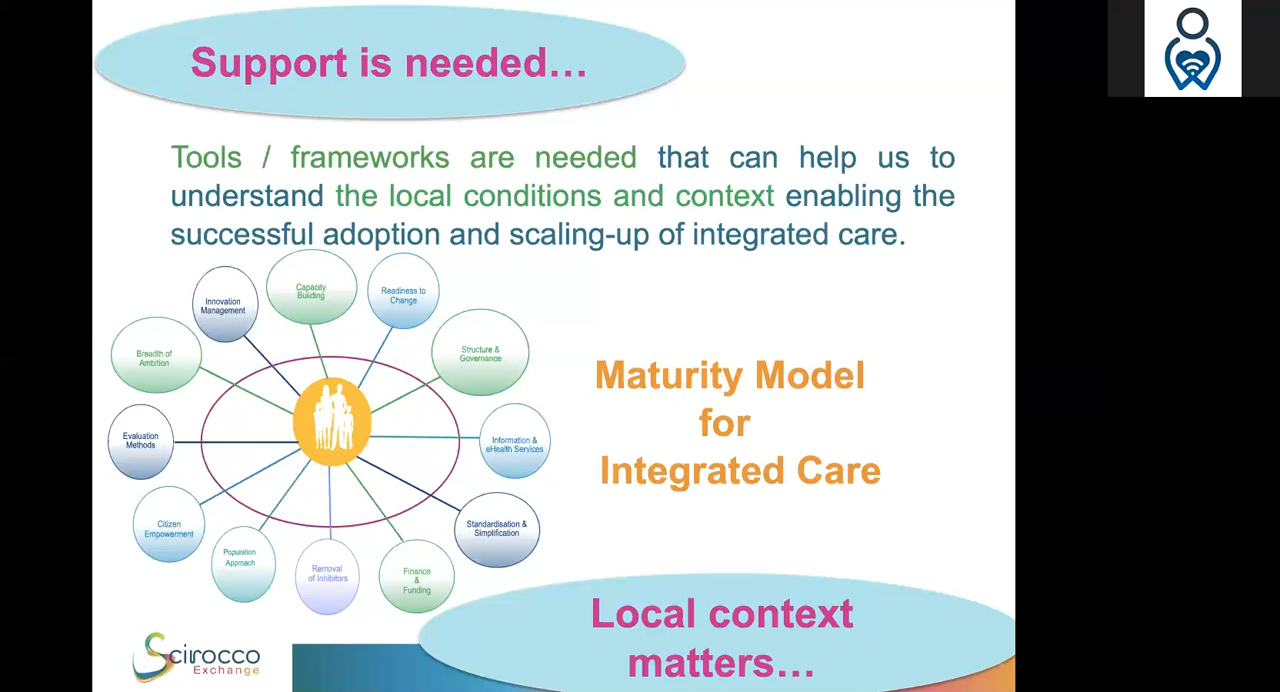 Support is needed…
Tools / frameworks are needed that can help us to
understand the local conditions and context enabling the
successful adoption and scaling-up of integrated care.
Capacity
Building
Readiness to
Change
Innovation
Management
Structure &
Governance
Breadth of
Ambition
Information &
eHealth Services
Evaluation
Methods
Standardisation &
Simplification
Citizen
Empowerment
Population
Approach
Removal
of Inhibitors
Finance
&
Funding
Maturity Model
for
Integrated Care
Local context
matters…
Scirocco
Exchange